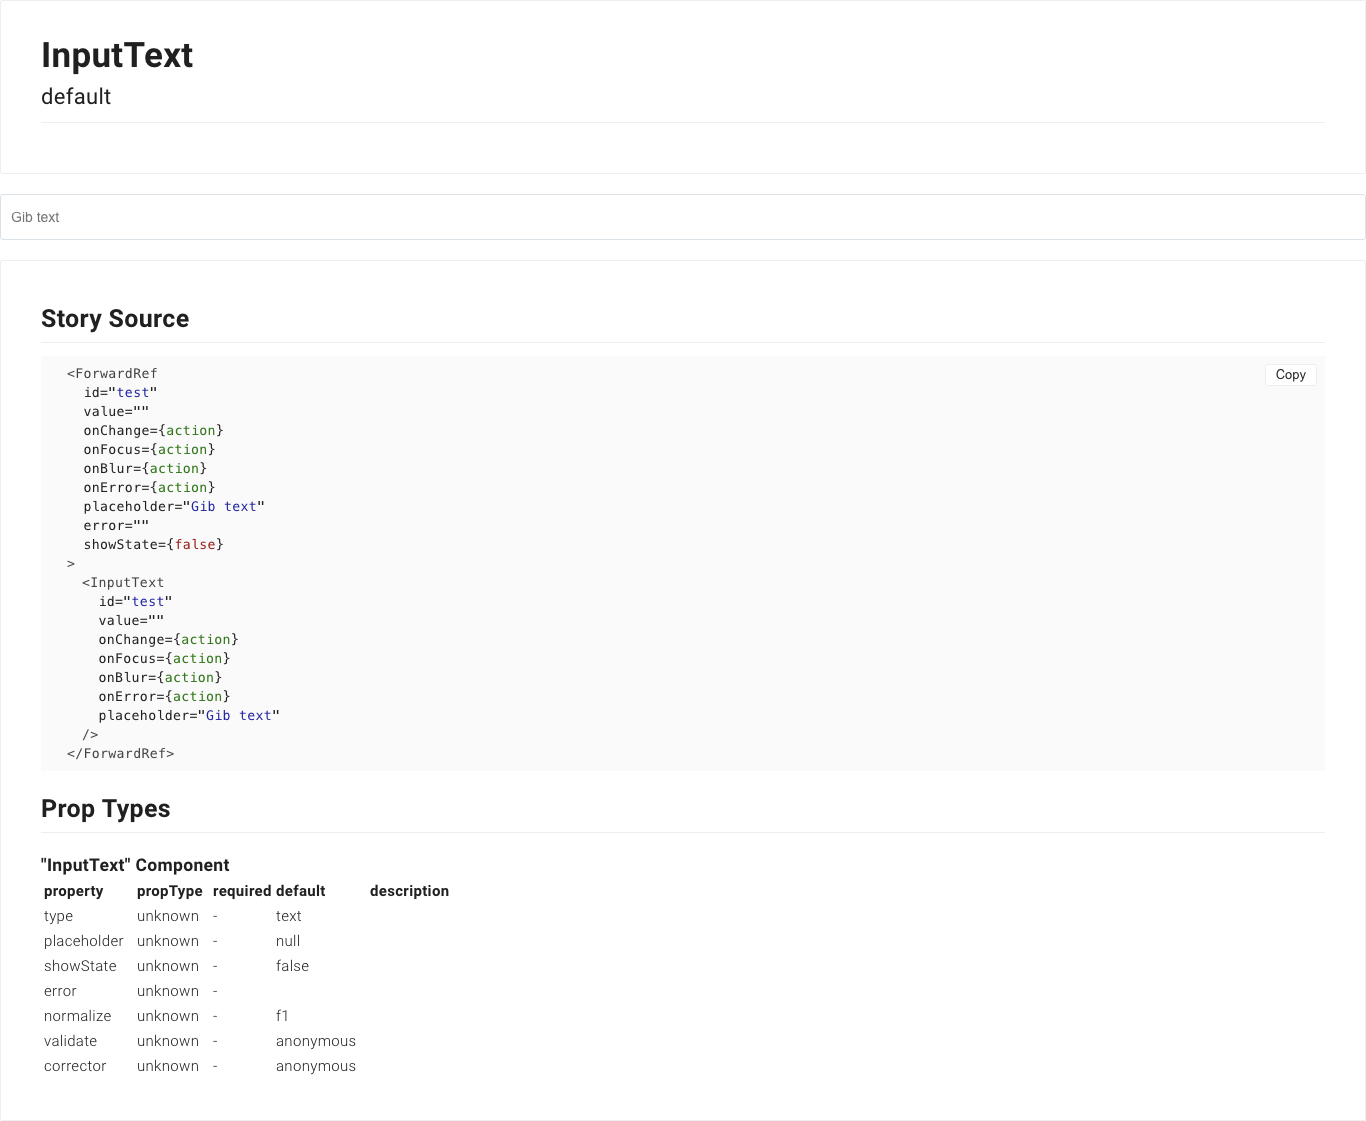 InputText
default
Gib text
Story Source
<ForwardRef
Copy
id="test"
value=""
onChange={action}
onFocus={action}
onBlur={action}
onError={action}
placeholder="Gib text"
error=""
showState={false}
>
<InputText
id="test"
value=""
onChange={action}
onFocus={action}
onBlur={action}
onError={action}
placeholder="Gib text"
/>
</ForwardRef>
Prop Types
"InputText" Component
property propType required default description
type unknown - text
placeholder unknown - null
showState unknown - false
error unknown -
normalize unknown - f1
validate unknown - anonymous
corrector unknown - anonymous